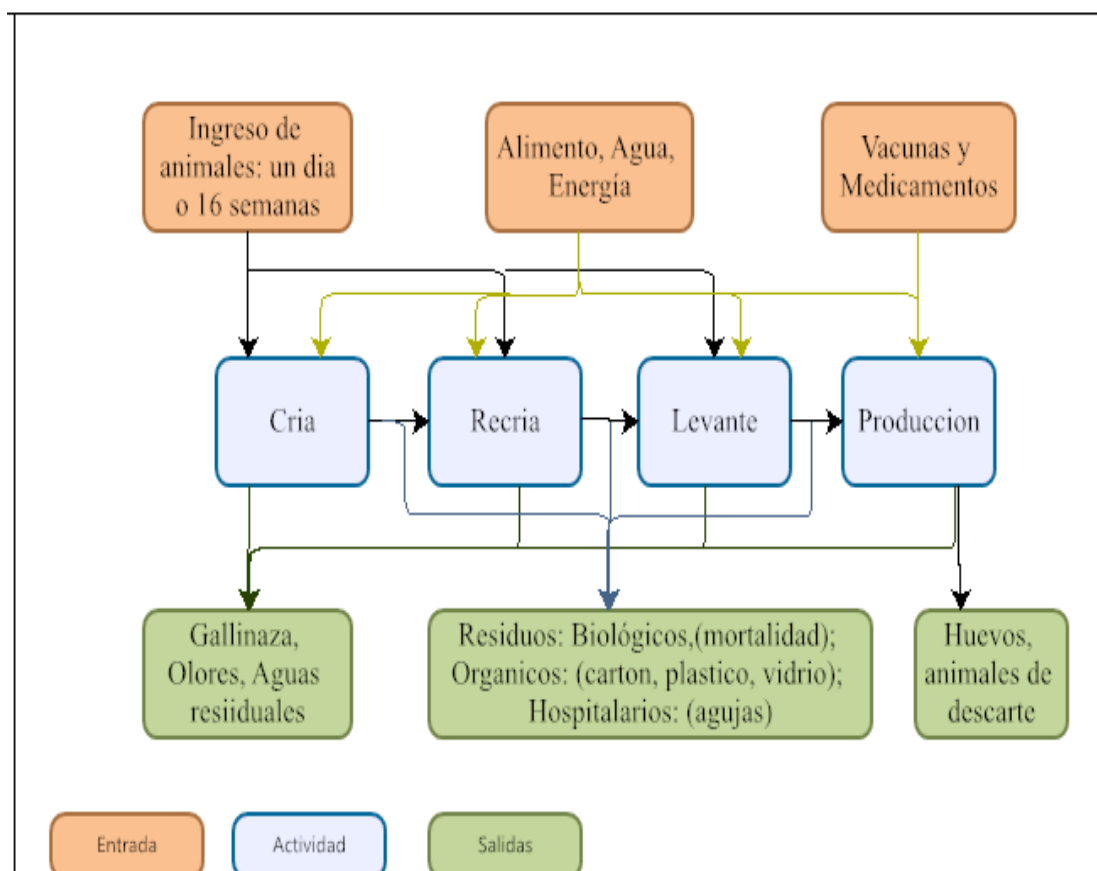 Ingreso de
animales: un dia
o 16 semanas
Alimento, Agua,
Energía
Vacunas y
Medicamentos
Cria
Recria
Levante
Produccion
Gallinaza,
Olores, Aguas
resiiduales
Residuos: Biológicos,(mortalidad);
Organicos: (carton, plastico, vidrio);
Hospitalarios: (agujas)
Huevos,
animales de
descarte
Entrada
Actividad
Salidas